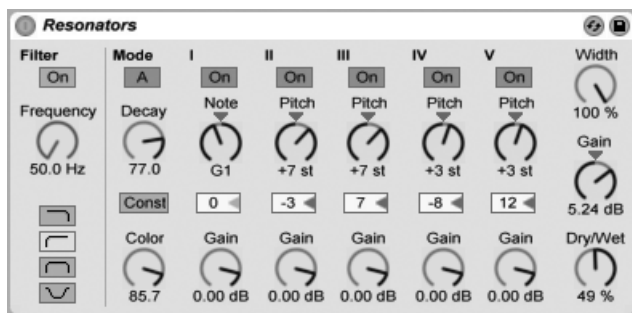 Resonators
Filter Mode I II III IV V Width
On A On On On On On
100 %
Frequency Decay Note Pitch Pitch Pitch Pitch
Gain
50.0 Hz 77.0 G1 +7 st +7 st +3 st +3 st
Const 0 -3 7 -8 12
5.24 dB
Color Gain Gain Gain Gain Gain Dry/Wet
85.7 0.00 dB 0.00 dB 0.00 dB 0.00 dB 0.00 dB 49 %